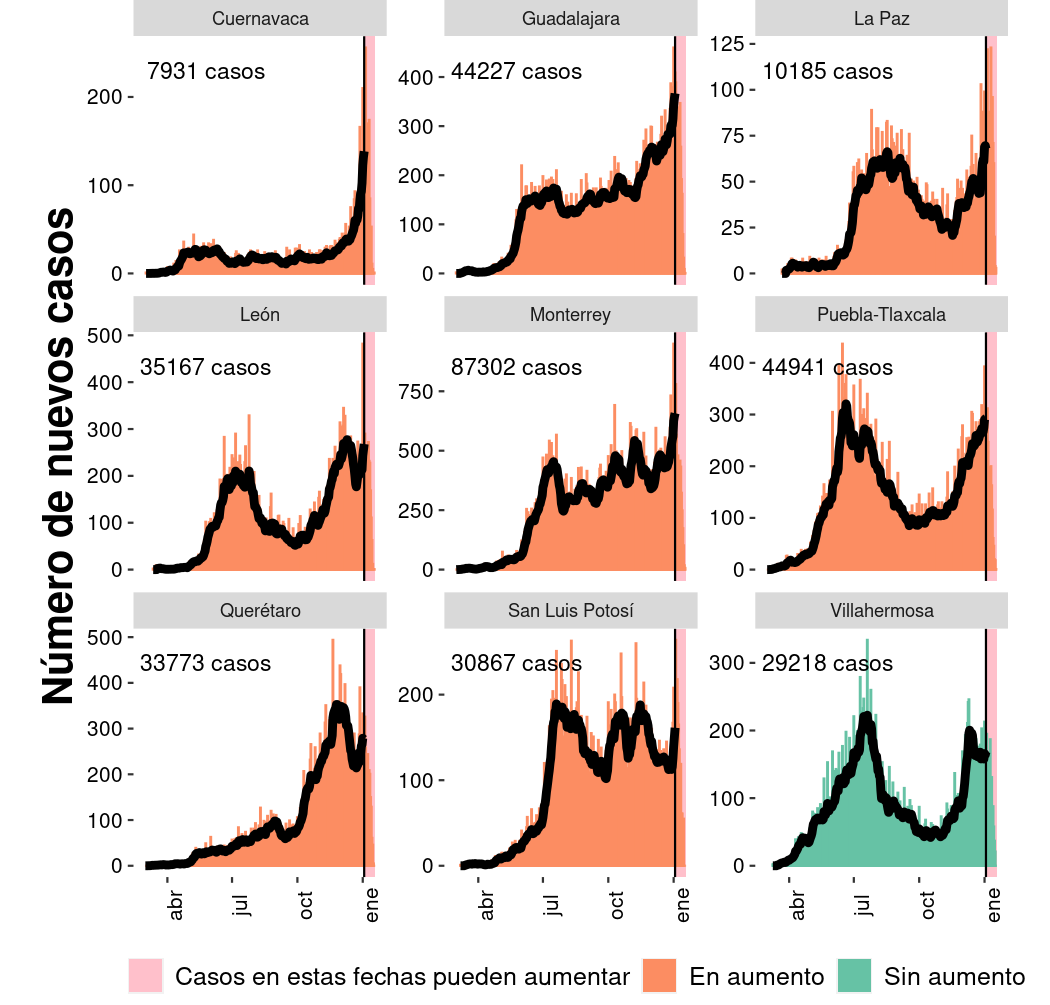 Número de nuevos casos
Cuernavaca
7931 casos
200
100
0
Guadalajara
44227 casos
400
300
200
100
0
La Paz
10185 casos
125
100
75
50
25
0
León
35167 casos
500
400
300
200
100
0
Monterrey
87302 casos
750
500
250
0
Puebla-Tlaxcala
44941 casos
400
300
200
100
0
Querétaro
33773 casos
500
400
300
200
100
0
abr jul oct ene
San Luis Potosí
30867 casos
200
100
0
abr jul oct ene
Villahermosa
29218 casos
300
200
100
0
abr jul oct ene
Casos en estas fechas pueden aumentar En aumento Sin aumento